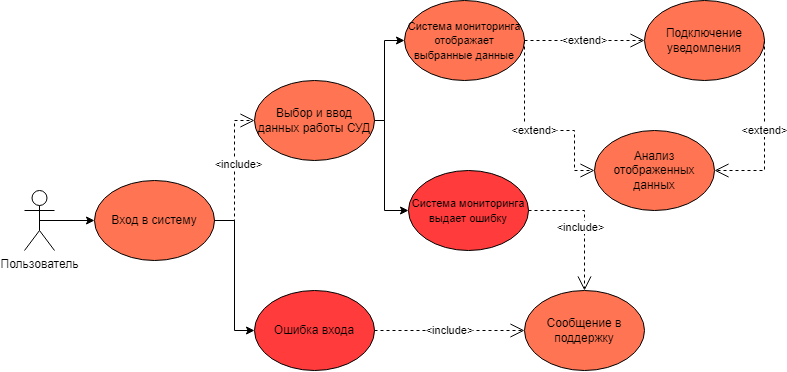 Система мониторинга
отображает
выбранные данные
<extend>
Подключение
уведомления
Выбор и ввод
данных работы СУД
<extend>
<extend>
<include>
Анализ
отображенных
данных
Вход в систему
Система мониторинга
выдает ошибку
<include>
Пользователь
Ошибка входа
<include>
Сообщение в
поддержку